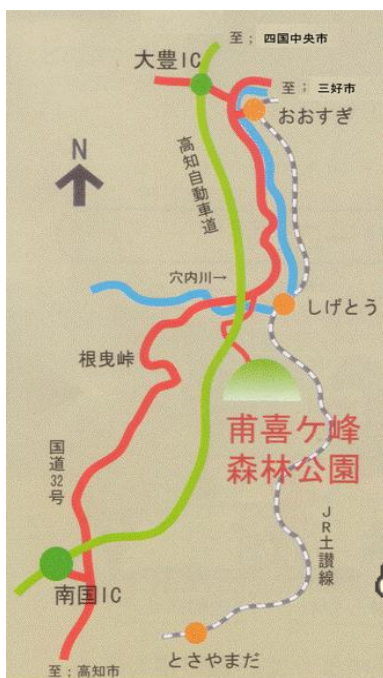 至；四国中央市
大豊IC
至；三好市
おおすぎ
N
高知自動車道
穴内川→
しげとう
根曳峠
甫喜ケ峰
森林公園
国道32号
JR土讃線
南国IC
とさやまだ
至；高知市